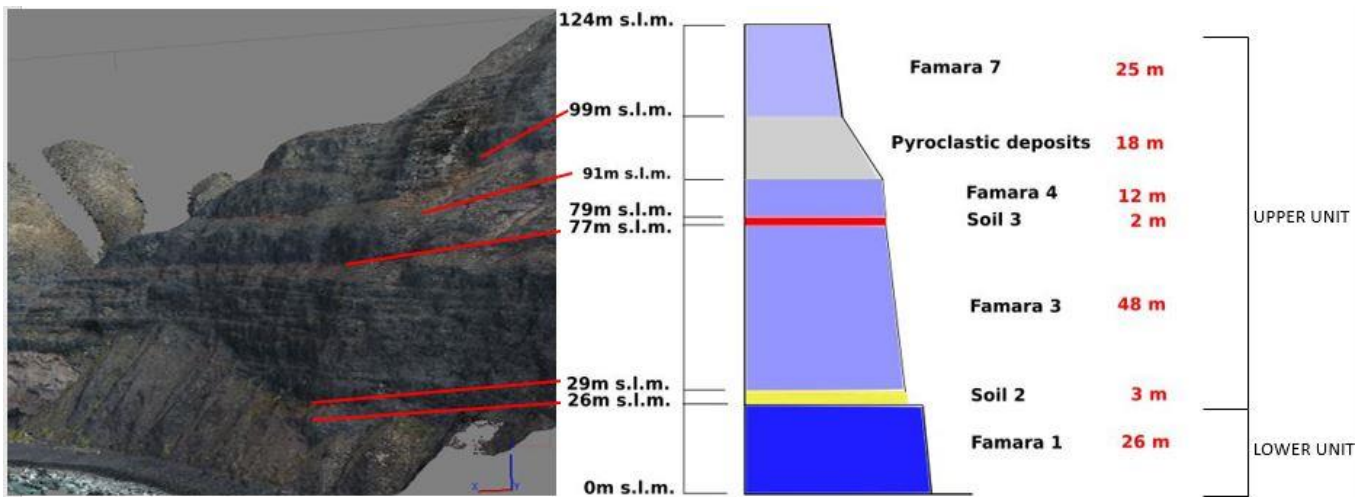 124m s.l.m.
Famara 7 25 m
99m s.l.m.
Pyroclastic deposits 18 m
91m s.l.m.
Famara 4 12 m
79m s.l.m.
Soil 3 2 m
UPPER UNIT
77m s.l.m.
Famara 3 48 m
29m s.l.m.
Soil 2 3 m
26m s.l.m.
Famara 1 26 m
LOWER UNIT
0m s.l.m.
X Y